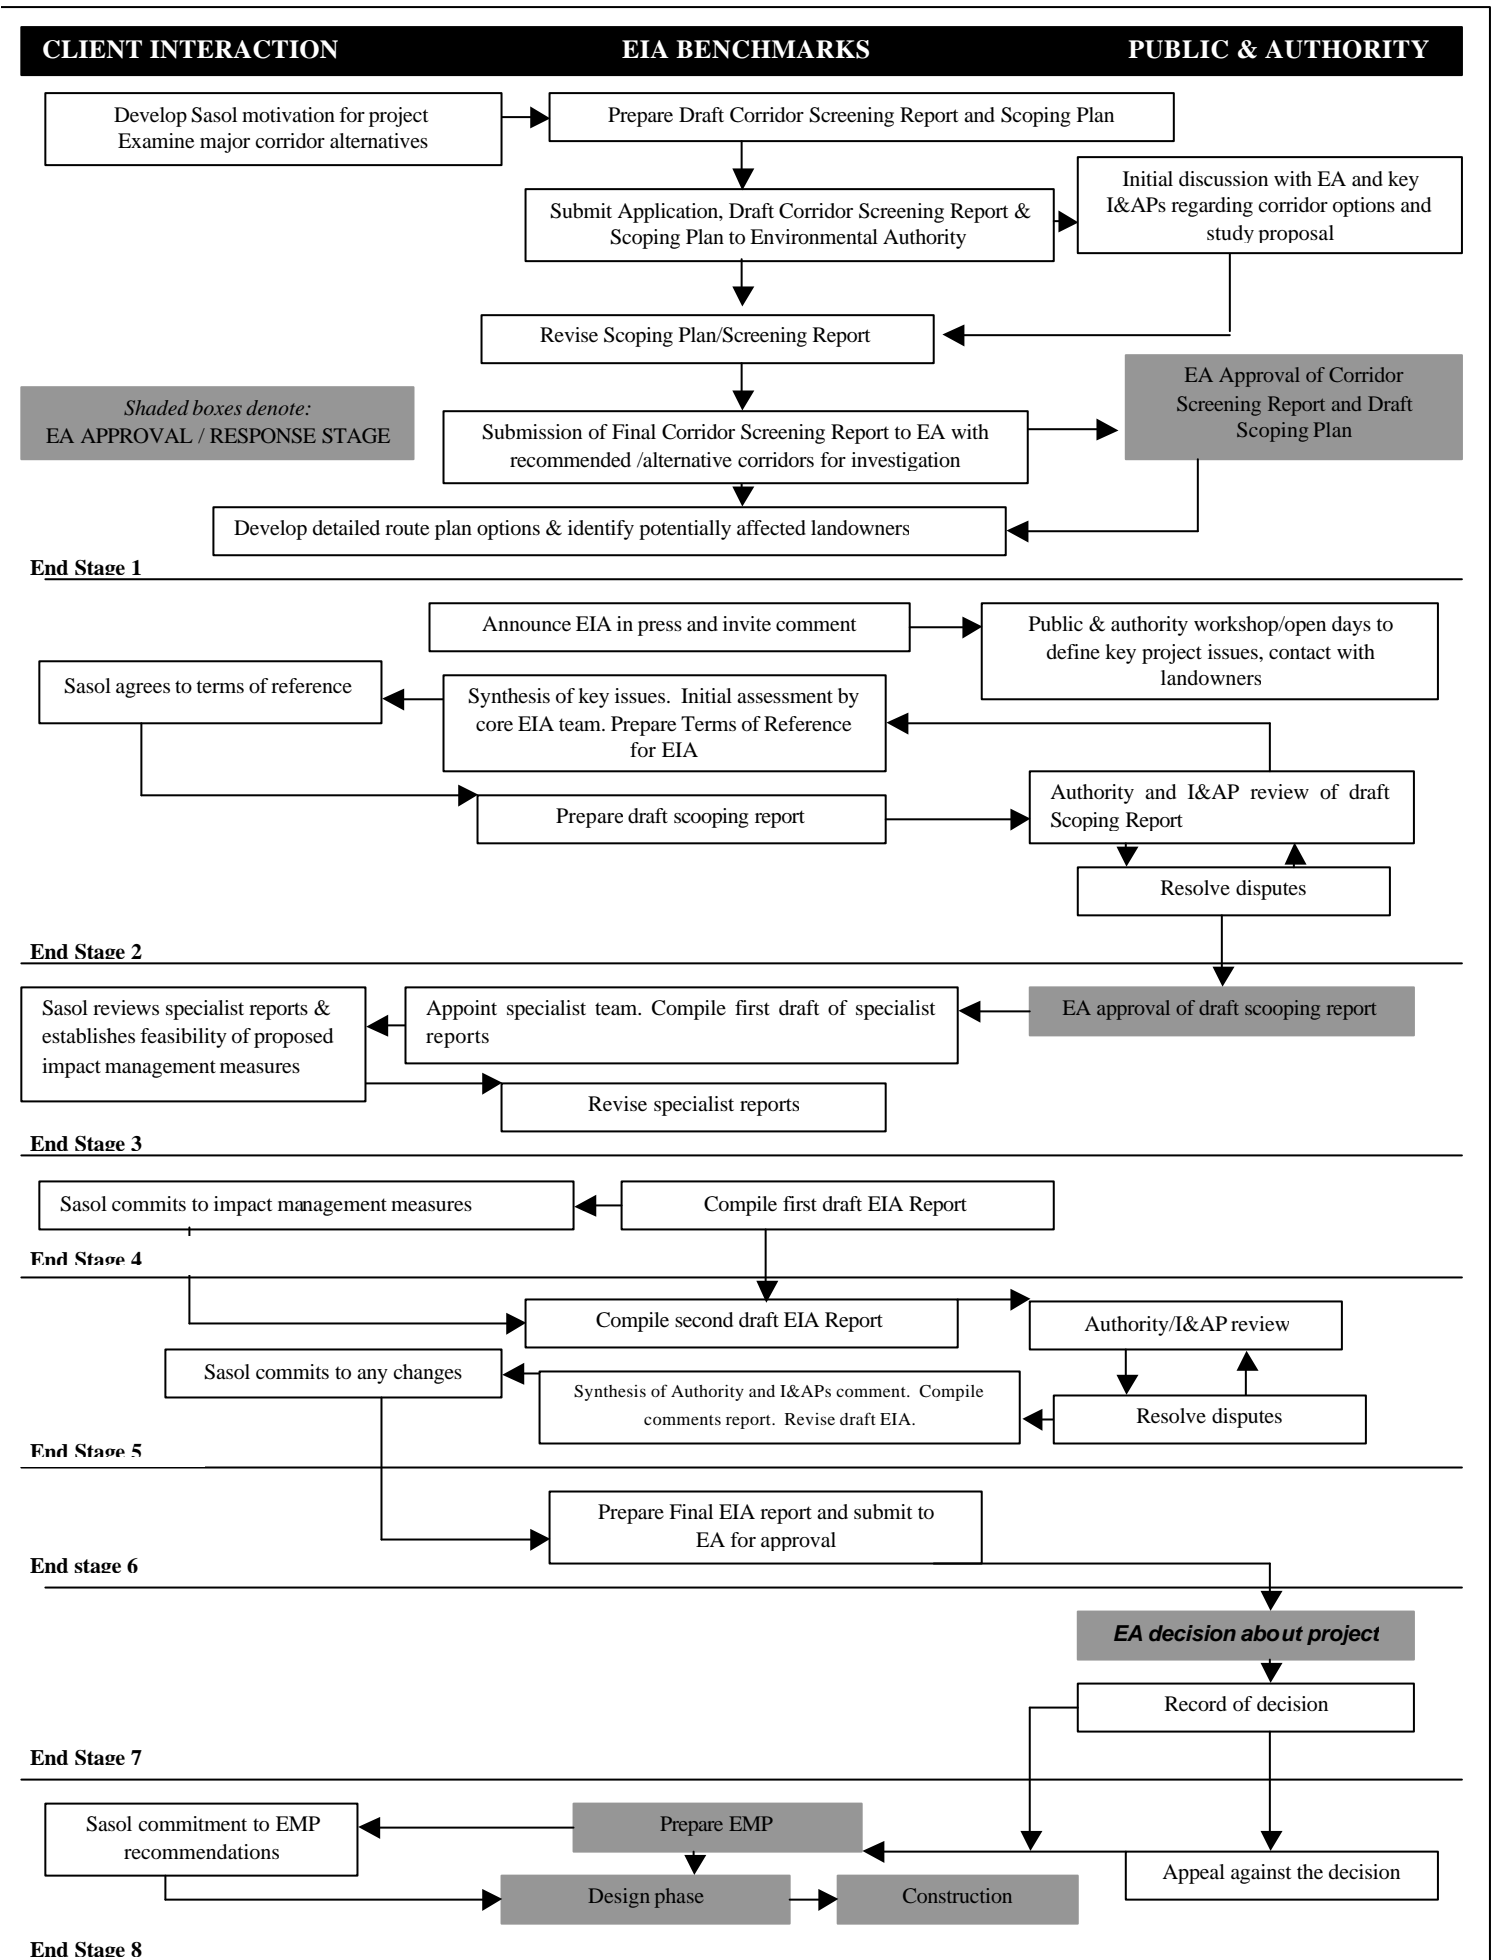 CLIENT INTERACTION EIA BENCHMARKS PUBLIC & AUTHORITY
Develop Sasol motivation for project
Examine major corridor alternatives
Prepare Draft Corridor Screening Report and Scoping Plan
Submit Application, Draft Corridor Screening Report &
Scoping Plan to Environmental Authority
Initial discussion with EA and key
I&APs regarding corridor options and
study proposal
Revise Scoping Plan/Screening Report
Shaded boxes denote:
EA APPROVAL / RESPONSE STAGE
Submission of Final Corridor Screening Report to EA with
recommended /alternative corridors for investigation
EA Approval of Corridor
Screening Report and Draft
Scoping Plan
Develop detailed route plan options & identify potentially affected landowners
End Stage 1
Announce EIA in press and invite comment
Public & authority workshop/open days to
define key project issues, contact with
landowners
Sasol agrees to terms of reference
Synthesis of key issues. Initial assessment by
core EIA team. Prepare Terms of Reference
for EIA
Prepare draft scooping report
Authority and I&AP review of draft
Scoping Report
Resolve disputes
End Stage 2
Sasol reviews specialist reports &
establishes feasibility of proposed
impact management measures
Appoint specialist team. Compile first draft of specialist
reports
EA approval of draft scooping report
Revise specialist reports
End Stage 3
Sasol commits to impact management measures
Compile first draft EIA Report
End Stage 4
Compile second draft EIA Report
Authority/I&AP review
Sasol commits to any changes
Synthesis of Authority and I&APs comment. Compile
comments report. Revise draft EIA.
Resolve disputes
End Stage 5
Prepare Final EIA report and submit to
EA for approval
End stage 6
EA decision about project
Record of decision
End Stage 7
Sasol commitment to EMP
recommendations
Prepare EMP
Appeal against the decision
Design phase
Construction
End Stage 8